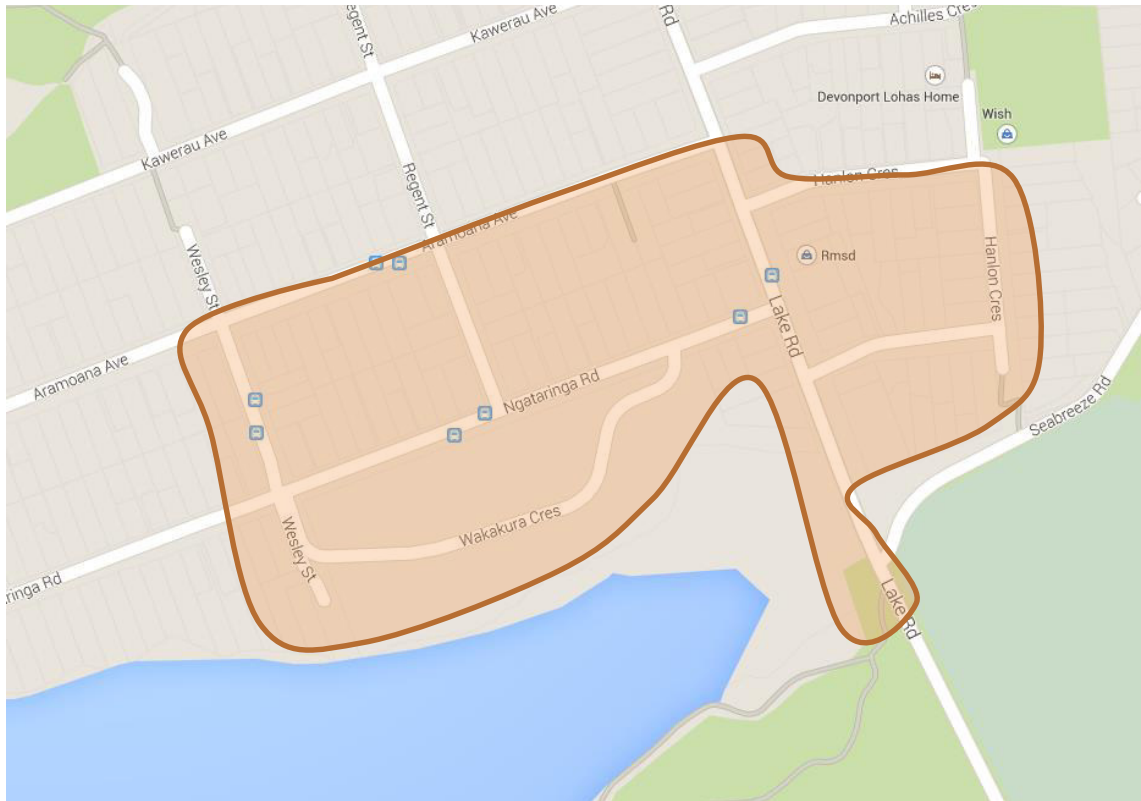 egent St
Kawerau Ave
Rd
Achilles Cres
Devonport Lohas Home
Wish
Kawerau Ave
Regent St
Hanlon Cres
Aramoana Ave
Wesley St
Rmsd
Hanlon Cres
Lake Rd
Aramoana Ave
Ngataringa Rd
Seabreeze Rd
Wakakura Cres
Wesley St
aringa Rd
Lake Rd